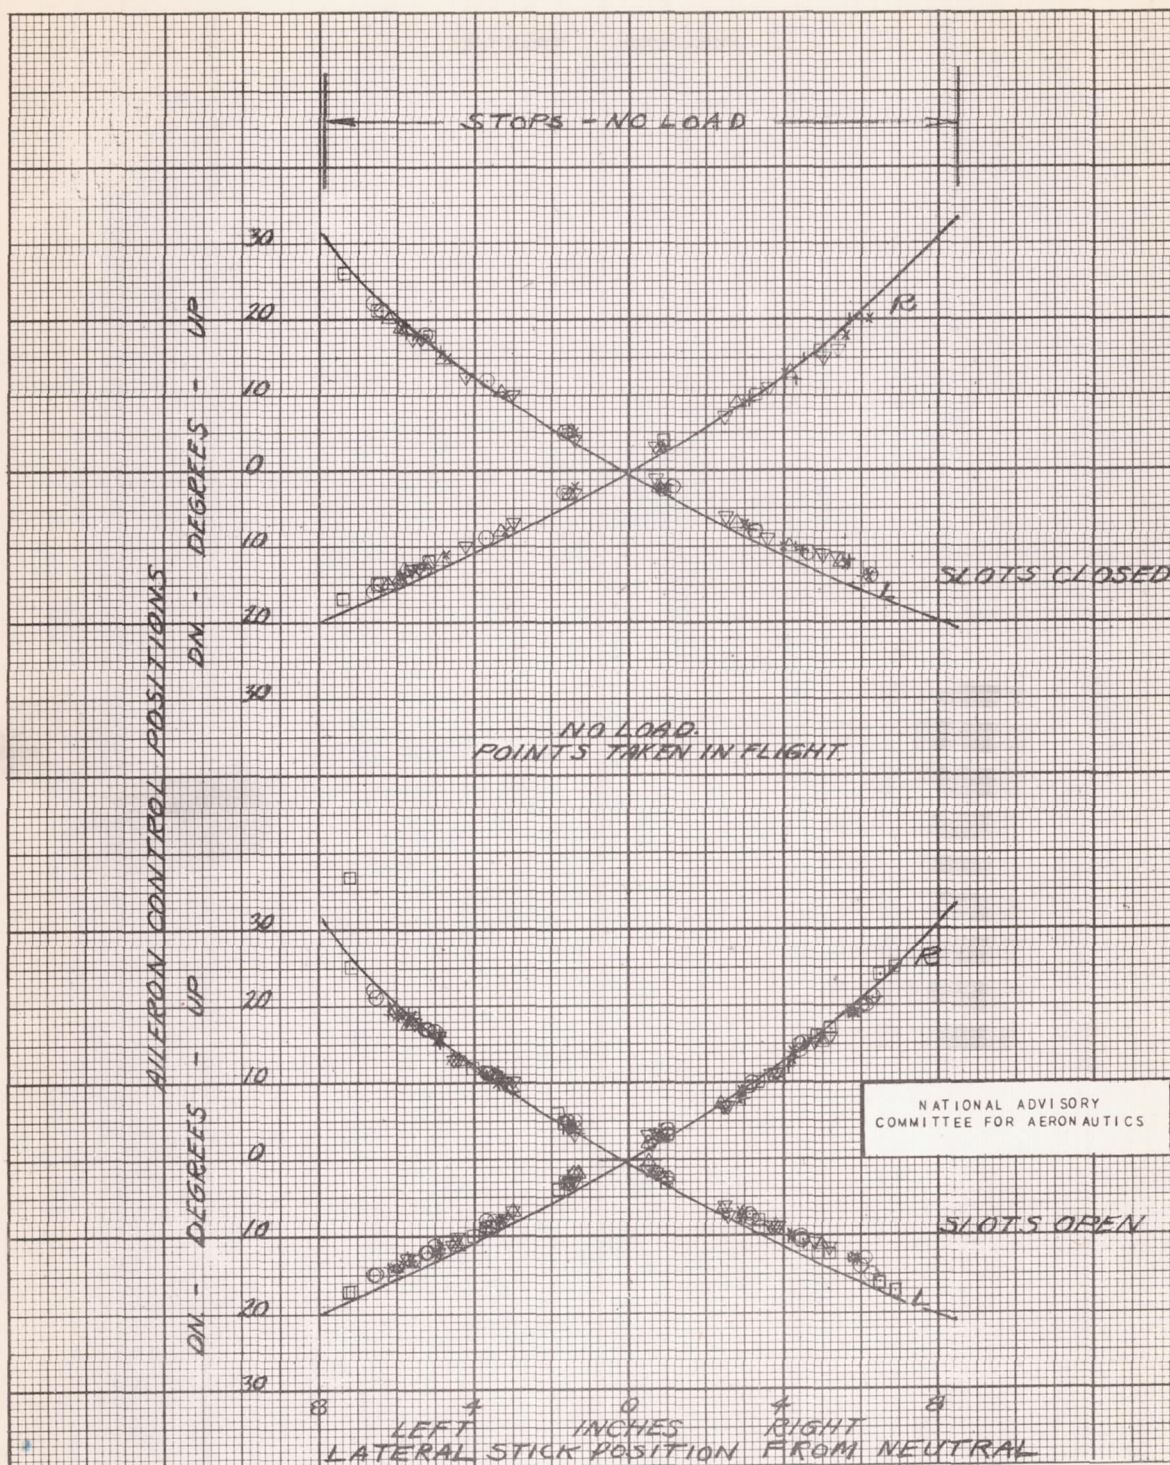 STOPS - NO LOAD
30
20
10
0
10
20
30
R
L
SLOTS CLOSED
DN. - DEGREES - UP
AILERON CONTROL POSITIONS
NO LOAD.
POINTS TAKEN IN FLIGHT.
30
20
10
0
10
20
30
R
L
NATIONAL ADVISORY
COMMITTEE FOR AERONAUTICS
SLOTS OPEN
DN. - DEGREES - UP
8 4 0 4 8
LEFT INCHES RIGHT
LATERAL STICK POSITION FROM NEUTRAL